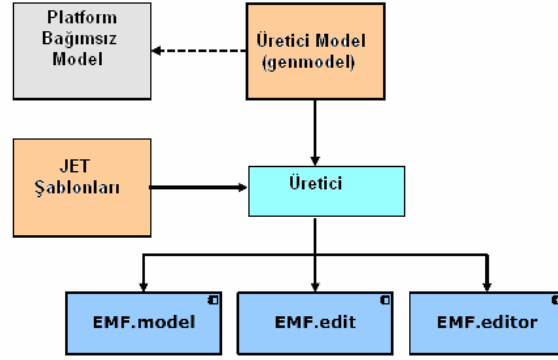 Platform
Bağımsız
Model
Üretici Model
(genmodel)
JET
Şablonları
Üretici
EMF.model
EMF.edit
EMF.editor